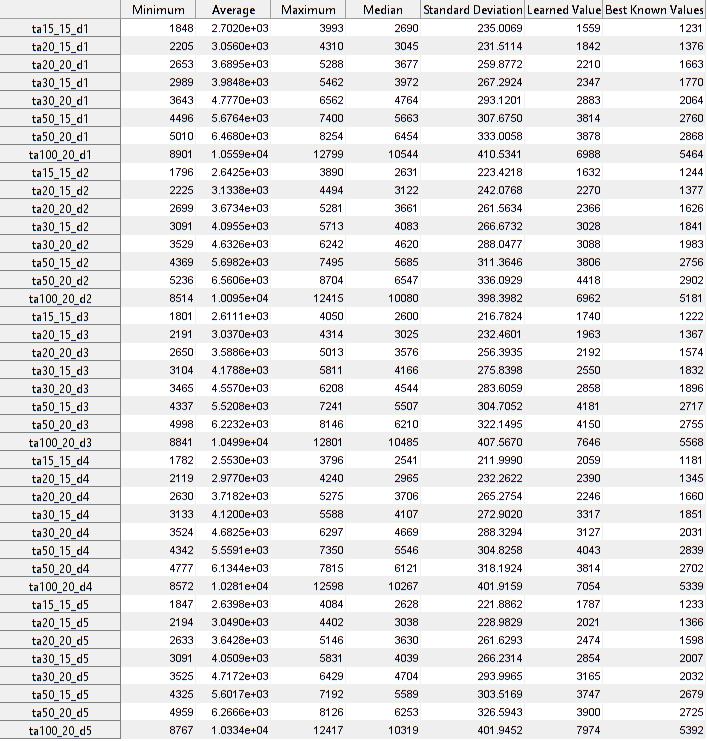 Minimum Average Maximum Median Standard Deviation Learned Value Best Known Values
ta15_15_d1 1848 2.7020e+03 3993 2690 235.0069 1559 1231
ta20_15_d1 2205 3.0560e+03 4310 3045 231.5114 1842 1376
ta20_20_d1 2653 3.6895e+03 5288 3677 259.8772 2210 1663
ta30_15_d1 2989 3.9848e+03 5462 3972 267.2924 2347 1770
ta30_20_d1 3643 4.7770e+03 6562 4764 293.1201 2883 2064
ta50_15_d1 4496 5.6764e+03 7400 5663 307.6750 3814 2760
ta50_20_d1 5010 6.4680e+03 8254 6454 333.0058 3878 2868
ta100_20_d1 8901 1.0559e+04 12799 10544 410.5341 6988 5464
ta15_15_d2 1796 2.6425e+03 3890 2631 223.4218 1632 1244
ta20_15_d2 2225 3.1338e+03 4494 3122 242.0768 2270 1377
ta20_20_d2 2699 3.6734e+03 5281 3661 261.5634 2366 1626
ta30_15_d2 3091 4.0955e+03 5713 4083 266.6732 3028 1841
ta30_20_d2 3529 4.6326e+03 6242 4620 288.0477 3088 1983
ta50_15_d2 4369 5.6982e+03 7495 5685 311.3646 3806 2756
ta50_20_d2 5236 6.5606e+03 8704 6547 336.0929 4418 2902
ta100_20_d2 8514 1.0095e+04 12415 10080 398.3982 6962 5181
ta15_15_d3 1801 2.6111e+03 4050 2600 216.7824 1740 1222
ta20_15_d3 2191 3.0370e+03 4314 3025 232.4601 1963 1367
ta20_20_d3 2650 3.5886e+03 5013 3576 256.3935 2192 1574
ta30_15_d3 3104 4.1788e+03 5811 4166 275.8398 2550 1832
ta30_20_d3 3465 4.5570e+03 6208 4544 283.6059 2858 1896
ta50_15_d3 4337 5.5208e+03 7241 5507 304.7052 4181 2717
ta50_20_d3 4998 6.2232e+03 8146 6210 322.1495 4150 2755
ta100_20_d3 8841 1.0499e+04 12801 10485 407.5670 7646 5568
ta15_15_d4 1782 2.5530e+03 3796 2541 211.9990 2059 1181
ta20_15_d4 2119 2.9770e+03 4240 2965 232.2622 2390 1345
ta20_20_d4 2630 3.7182e+03 5275 3706 265.2754 2246 1660
ta30_15_d4 3133 4.1200e+03 5588 4107 272.9020 3317 1851
ta30_20_d4 3524 4.6825e+03 6297 4669 288.3294 3127 2031
ta50_15_d4 4342 5.5591e+03 7350 5546 304.8258 4043 2839
ta50_20_d4 4777 6.1344e+03 7815 6121 318.1924 3814 2702
ta100_20_d4 8572 1.0281e+04 12598 10267 401.9159 7054 5339
ta15_15_d5 1847 2.6398e+03 4084 2628 221.8862 1787 1233
ta20_15_d5 2194 3.0490e+03 4402 3038 228.9829 2021 1366
ta20_20_d5 2633 3.6428e+03 5146 3630 261.6293 2474 1598
ta30_15_d5 3091 4.0509e+03 5831 4039 266.2314 2854 2007
ta30_20_d5 3525 4.7172e+03 6429 4704 293.9965 3165 2032
ta50_15_d5 4325 5.6017e+03 7192 5589 303.5169 3747 2679
ta50_20_d5 4959 6.2666e+03 8126 6253 326.5943 3900 2725
ta100_20_d5 8767 1.0334e+04 12417 10319 401.9452 7974 5392